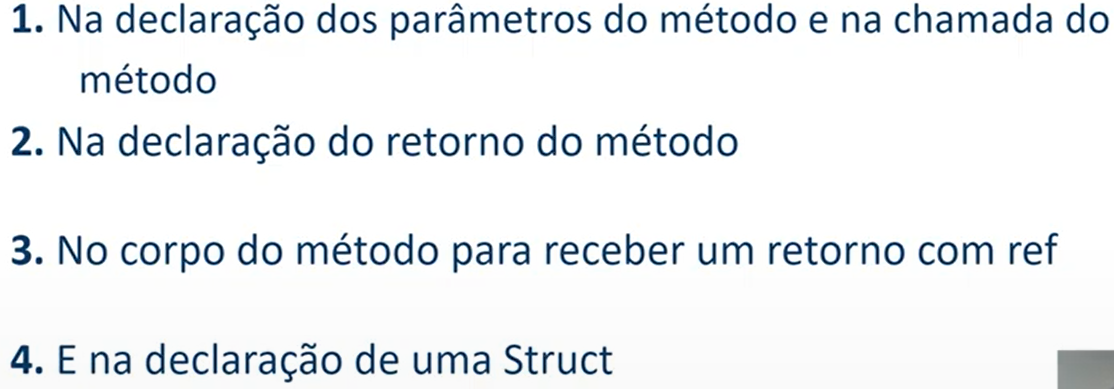 1. Na declaração dos parâmetros do método e na chamada do
método
2. Na declaração do retorno do método
3. No corpo do método para receber um retorno com ref
4. E na declaração de uma Struct